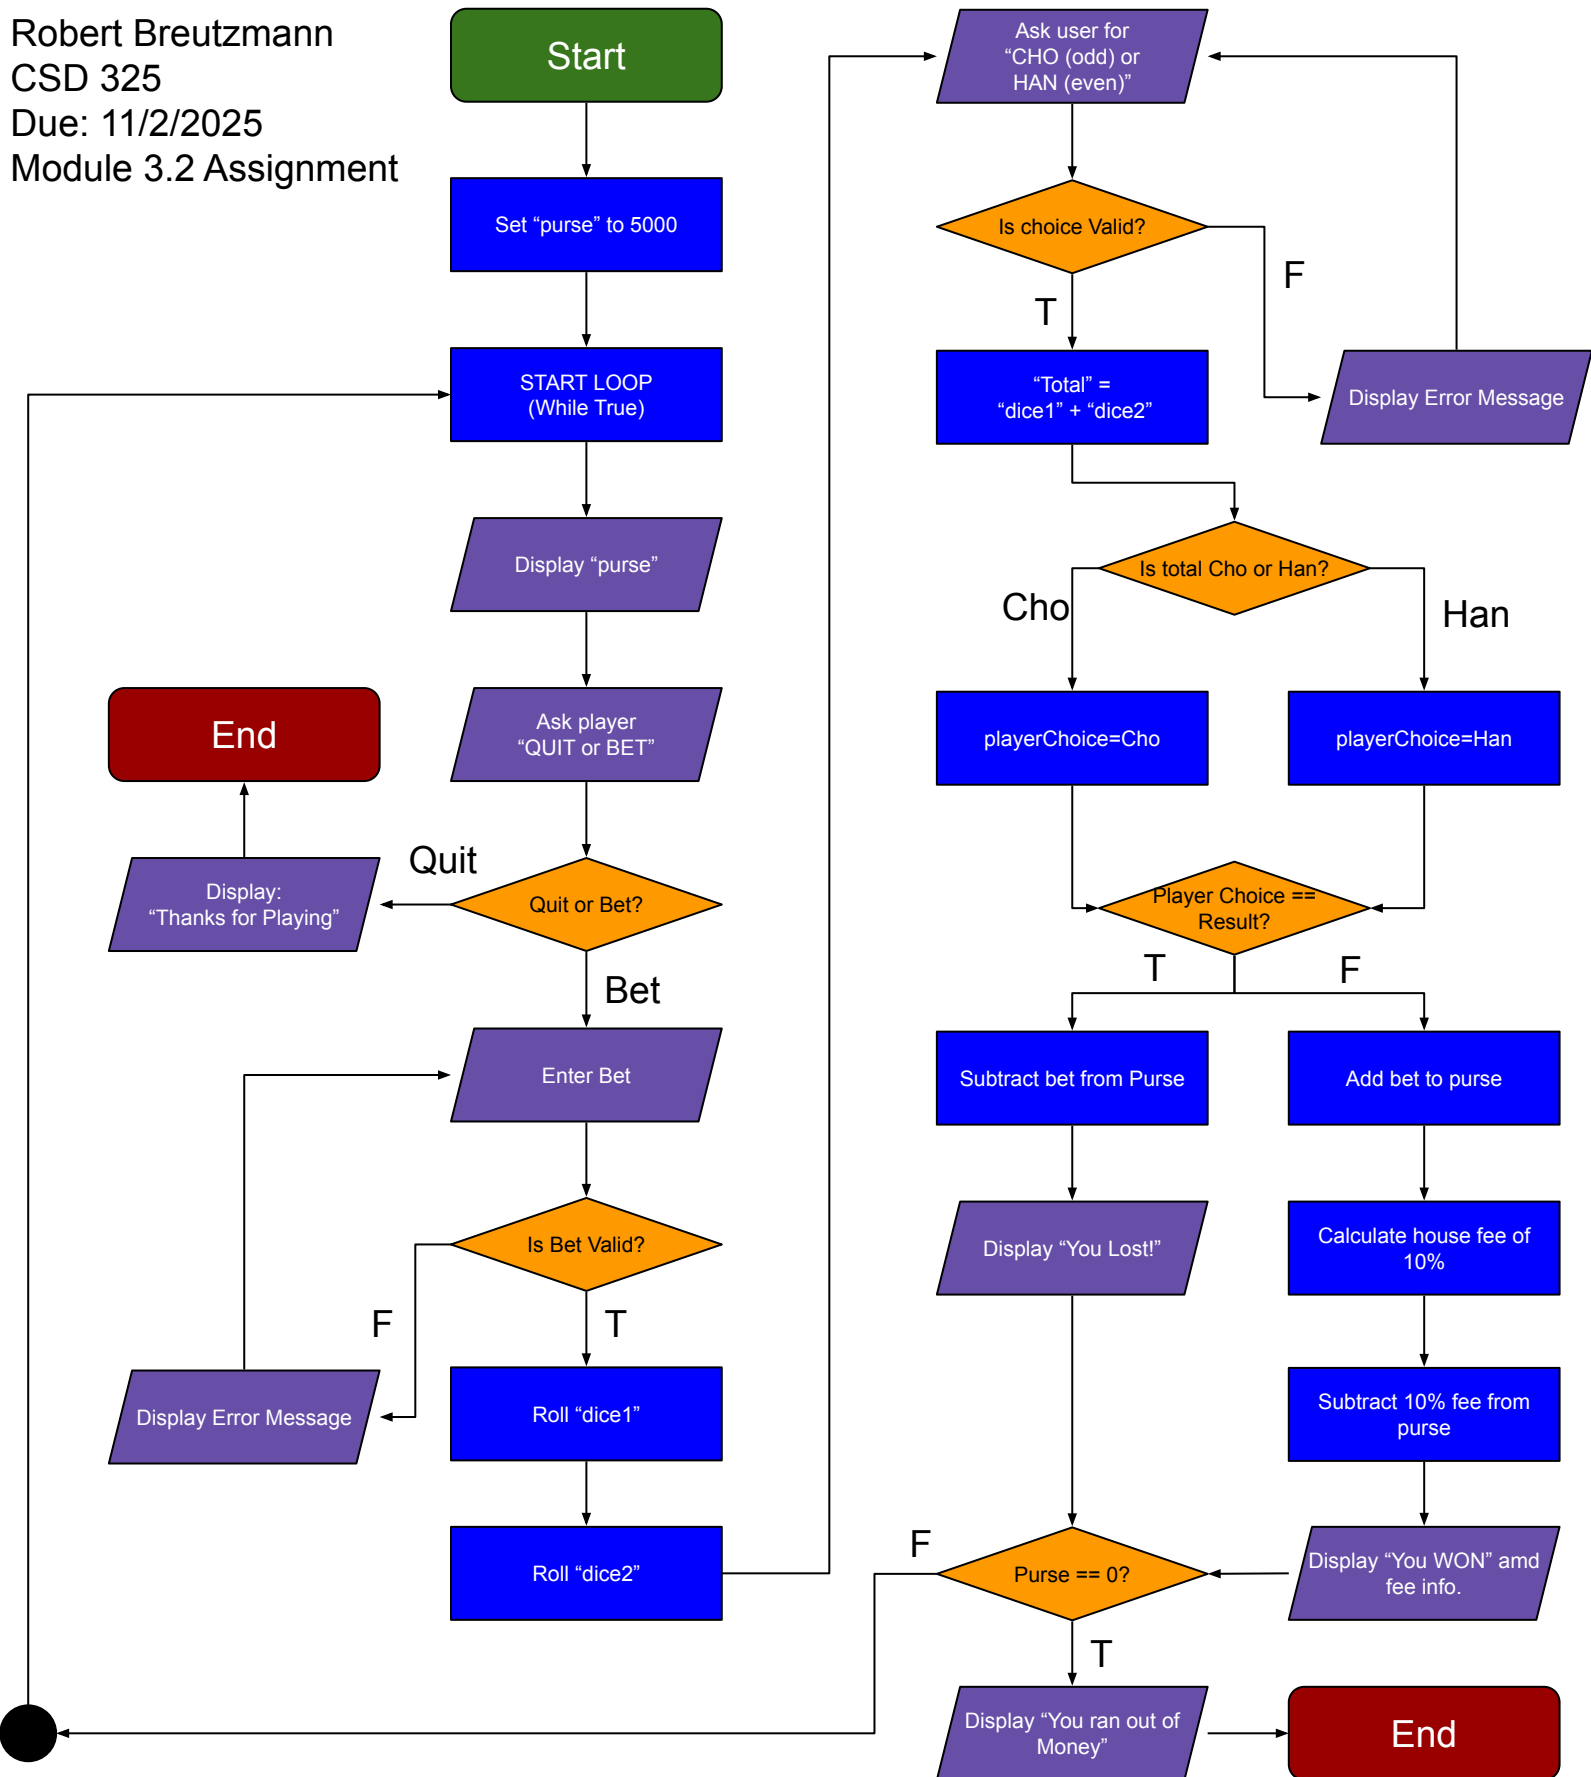 Robert Breutzmann
CSD 325
Due: 11/2/2025
Module 3.2 Assignment
Start
Set “purse” to 5000
START LOOP
(While True)
Display “purse”
Ask player
“QUIT or BET”
Quit or Bet?
Quit
Display:
“Thanks for Playing”
End
Bet
Enter Bet
Is Bet Valid?
F
Display Error Message
T
Roll “dice1”
Roll “dice2”
Ask user for
“CHO (odd) or
HAN (even)”
Is choice Valid?
F
Display Error Message
T
“Total” =
“dice1” + “dice2”
Is total Cho or Han?
Cho
Han
playerChoice=Cho
playerChoice=Han
Player Choice ==
Result?
T
F
Subtract bet from Purse
Add bet to purse
Display “You Lost!”
Calculate house fee of
10%
Subtract 10% fee from
purse
Display “You WON” amd
fee info.
Purse == 0?
F
T
Display “You ran out of
Money”
End